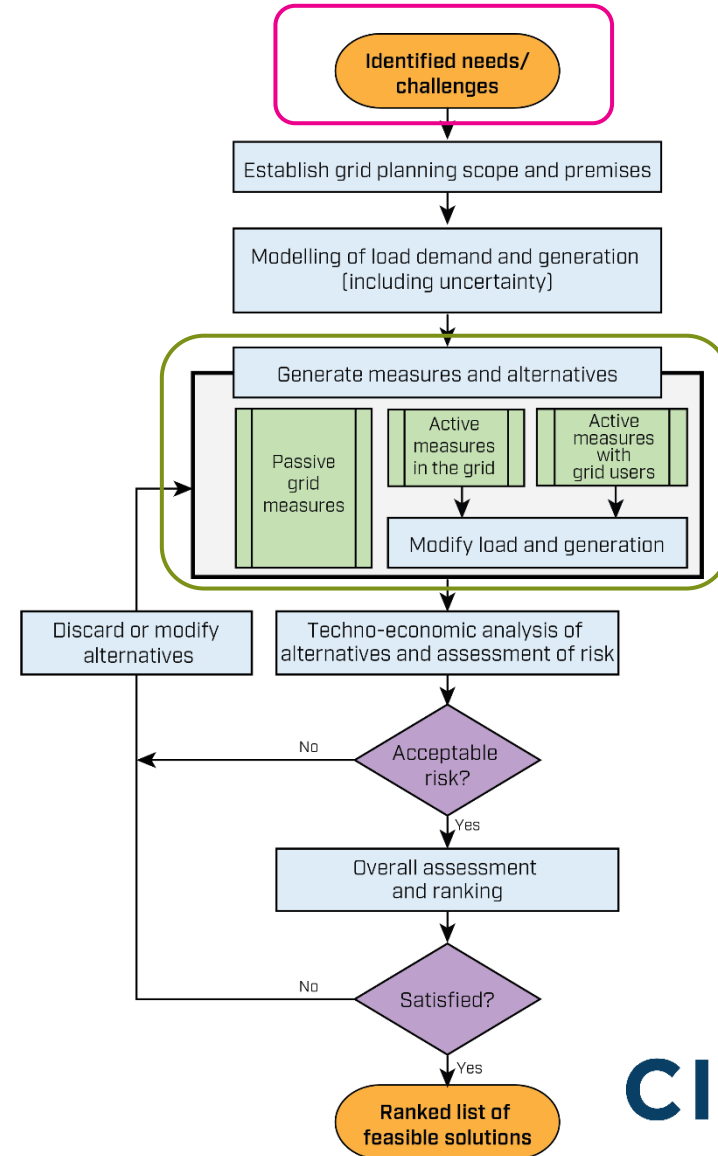 Identified needs/
challenges
Establish grid planning scope and premises
Modelling of load demand and generation
(including uncertainty)
Generate measures and alternatives
Passive
grid
measures
Active
measures
in the grid
Active
measures
with
grid users
Modify load and generation
Discard or modify
alternatives
Techno-economic analysis of
alternatives and assessment of risk
No
Acceptable
risk?
Yes
Overall assessment
and ranking
No
Satisfied?
Yes
Ranked list of
feasible solutions
CI